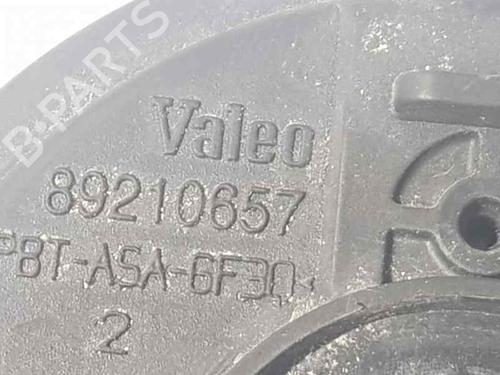 B-PARTS
Valeo
89210657
PBT-ASA-GF30
2